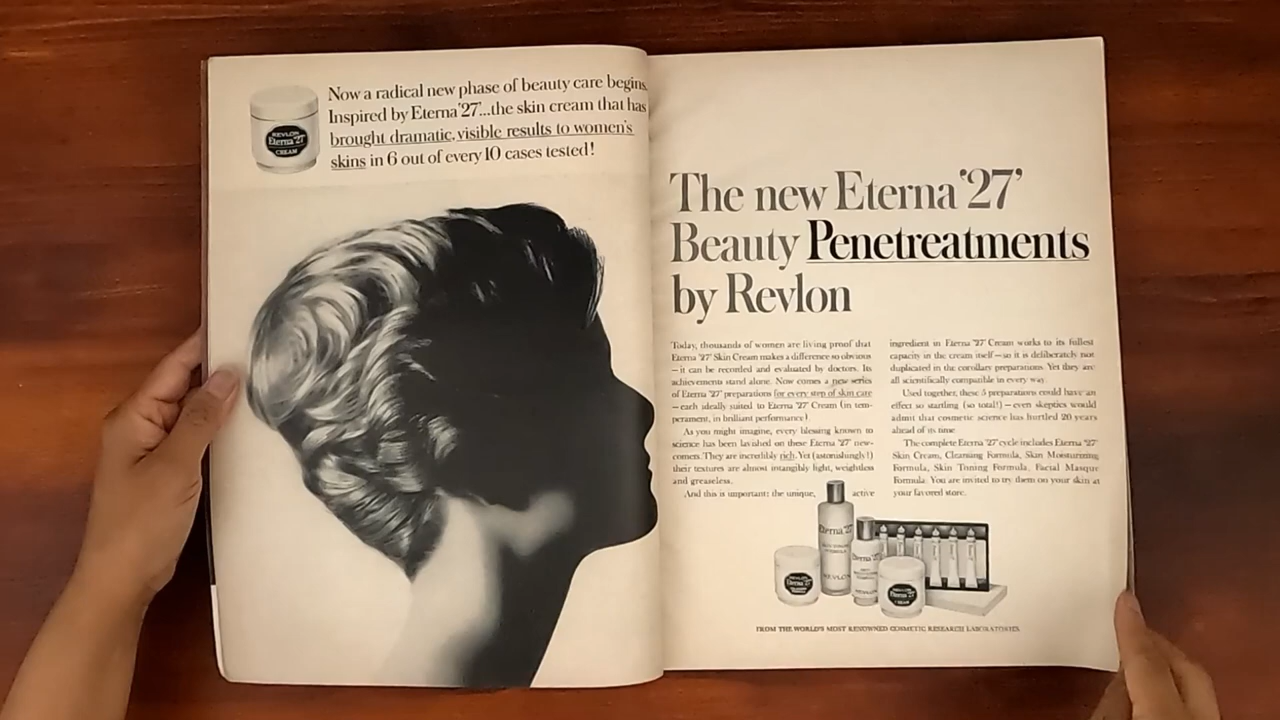 Now a radical new phase of beauty care begins.
Inspired by Eterna '27'...the skin cream that has
brought dramatic, visible results to women's
skins in 6 out of every 10 cases tested!
REVLON
Eterna '27'
CREAM
The new Eterna '27'
Beauty Penetreatments
by Revlon
Today, thousands of women are living proof that
Eterna '27' Skin Cream makes a difference so obvious
—it can be recorded and evaluated by doctors. Its
achievements stand alone. Now comes a new series
of Eterna '27' preparations for every step of skin care
—each ideally suited to Eterna '27' Cream (in tem-
perament, in brilliant performance!)
As you might imagine, every blessing known to
science has been lavished on these Eterna '27' new-
comers. They are incredibly rich. Yet (astonishingly!)
their textures are almost intangibly light, weightless
and greaseless.
And this is important: the unique, active
ingredient in Eterna '27' Cream works to its fullest
capacity in the cream itself—so it is deliberately not
duplicated in the corollary preparations. Yet they are
all scientifically compatible in every way.
Used together, these 5 preparations could have an
effect so startling (so total!)—even skeptics would
admit that cosmetic science has hurtled 20 years
ahead of its time.
The complete Eterna '27' cycle includes Eterna '27'
Skin Cream, Cleansing Formula, Skin Moisturizing
Formula, Skin Toning Formula, Facial Masque
Formula. You are invited to try them on your skin at
your favored store.
Eterna '27'
REVLON
Eterna '27'
REVLON
REVLON
Eterna '27'
REVLON
Eterna '27'
CREAM
FROM THE WORLD'S MOST RENOWNED COSMETIC RESEARCH LABORATORIES